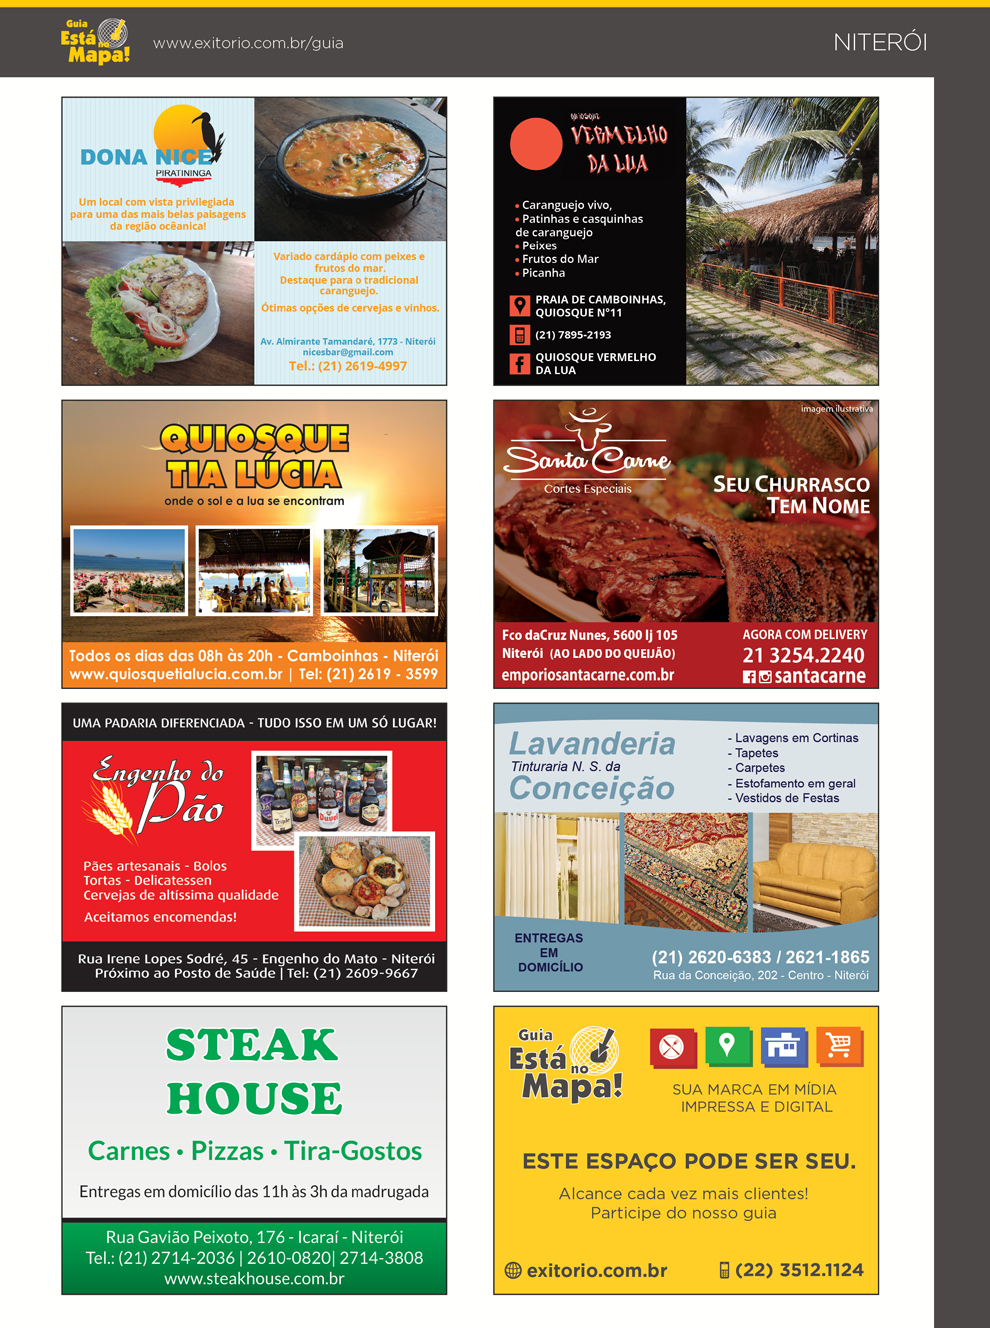 Guia
Está no
Mapa!
www.exitorio.com.br/guia
NITERÓI
DONA NICE
PIRATININGA
Um local com vista privilegiada
para uma das mais belas paisagens
da região oceânica!
Variado cardápio com peixes e
frutos do mar.
Destaque para o tradicional
caranguejo.
Ótimas opções de cervejas e vinhos.
Av. Almirante Tamandaré, 1773 - Niterói
nicesbar@gmail.com
Tel.: (21) 2619-4997
QUIOSQUE
VERMELHO
DA LUA
• Caranguejo vivo,
• Patinhas e casquinhas
de caranguejo
• Peixes
• Frutos do Mar
• Picanha
PRAIA DE CAMBOINHAS,
QUIOSQUE N°11
(21) 7895-2193
QUIOSQUE VERMELHO
DA LUA
QUIOSQUE
TIA LÚCIA
onde o sol e a lua se encontram
Todos os dias das 08h às 20h - Camboinhas - Niterói
www.quiosquetialucia.com.br | Tel: (21) 2619 - 3599
imagem ilustrativa
Santa Carne
Cortes Especiais
SEU CHURRASCO
TEM NOME
Fco daCruz Nunes, 5600 lj 105
Niterói (AO LADO DO QUEIJÃO)
emporiosantacarne.com.br
AGORA COM DELIVERY
21 3254.2240
santacarne
UMA PADARIA DIFERENCIADA - TUDO ISSO EM UM SÓ LUGAR!
Engenho do
Pão
Pães artesanais - Bolos
Tortas - Delicatessen
Cervejas de altíssima qualidade
Aceitamos encomendas!
Rua Irene Lopes Sodré, 45 - Engenho do Mato - Niterói
Próximo ao Posto de Saúde | Tel: (21) 2609-9667
Lavanderia
Tinturaria N. S. da
Conceição
- Lavagens em Cortinas
- Tapetes
- Carpetes
- Estofamento em geral
- Vestidos de Festas
ENTREGAS
EM
DOMICÍLIO
(21) 2620-6383 / 2621-1865
Rua da Conceição, 202 - Centro - Niterói
STEAK
HOUSE
Carnes • Pizzas • Tira-Gostos
Entregas em domicílio das 11h às 3h da madrugada
Rua Gavião Peixoto, 176 - Icaraí - Niterói
Tel.: (21) 2714-2036 | 2610-0820| 2714-3808
www.steakhouse.com.br
Guia
Está no
Mapa!
SUA MARCA EM MÍDIA
IMPRESSA E DIGITAL
ESTE ESPAÇO PODE SER SEU.
Alcance cada vez mais clientes!
Participe do nosso guia
exitorio.com.br
(22) 3512.1124